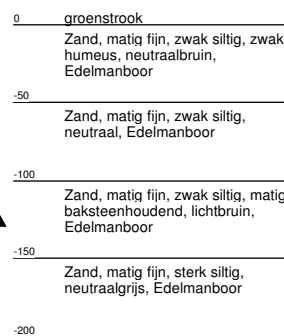 0 groenstrook
Zand, matig fijn, zwak siltig, zwak
humeus, neutraalbruin,
Edelmanboor
-50
Zand, matig fijn, zwak siltig,
neutraal, Edelmanboor
-100
Zand, matig fijn, zwak siltig, matig
baksteenhoudend, lichtbruin,
Edelmanboor
-150
Zand, matig fijn, sterk siltig,
neutraalgrijs, Edelmanboor
-200